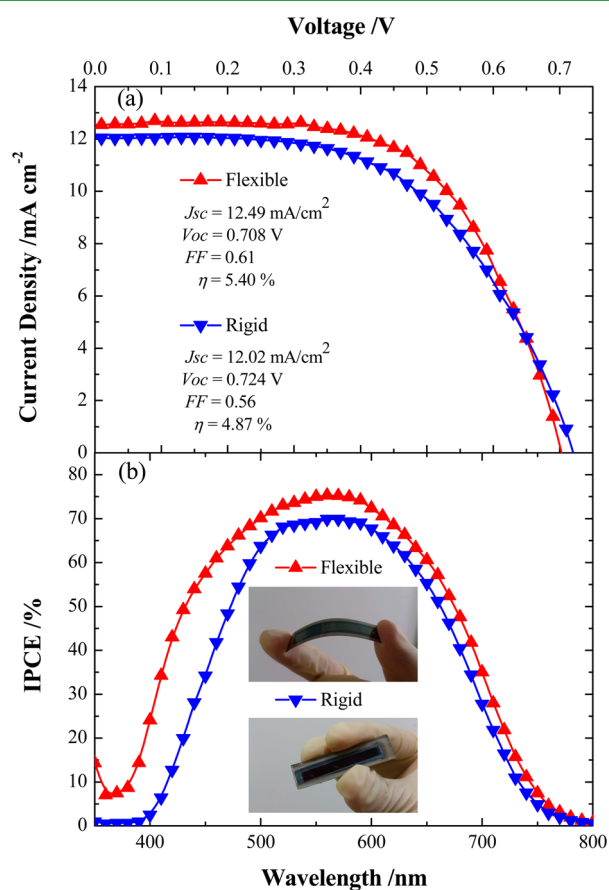 Voltage /V
0.0 0.1 0.2 0.3 0.4 0.5 0.6 0.7
14
(a)
12
Flexible
10
Jsc = 12.49 mA/cm²
Voc = 0.708 V
8
FF = 0.61
η = 5.40 %
6
Rigid
4
Jsc = 12.02 mA/cm²
Voc = 0.724 V
2
FF = 0.56
η = 4.87 %
0
Current Density /mA cm⁻²
(b)
80
70
60
Flexible
50
40
30
Rigid
20
10
0
IPCE /%
400 500 600 700 800
Wavelength /nm